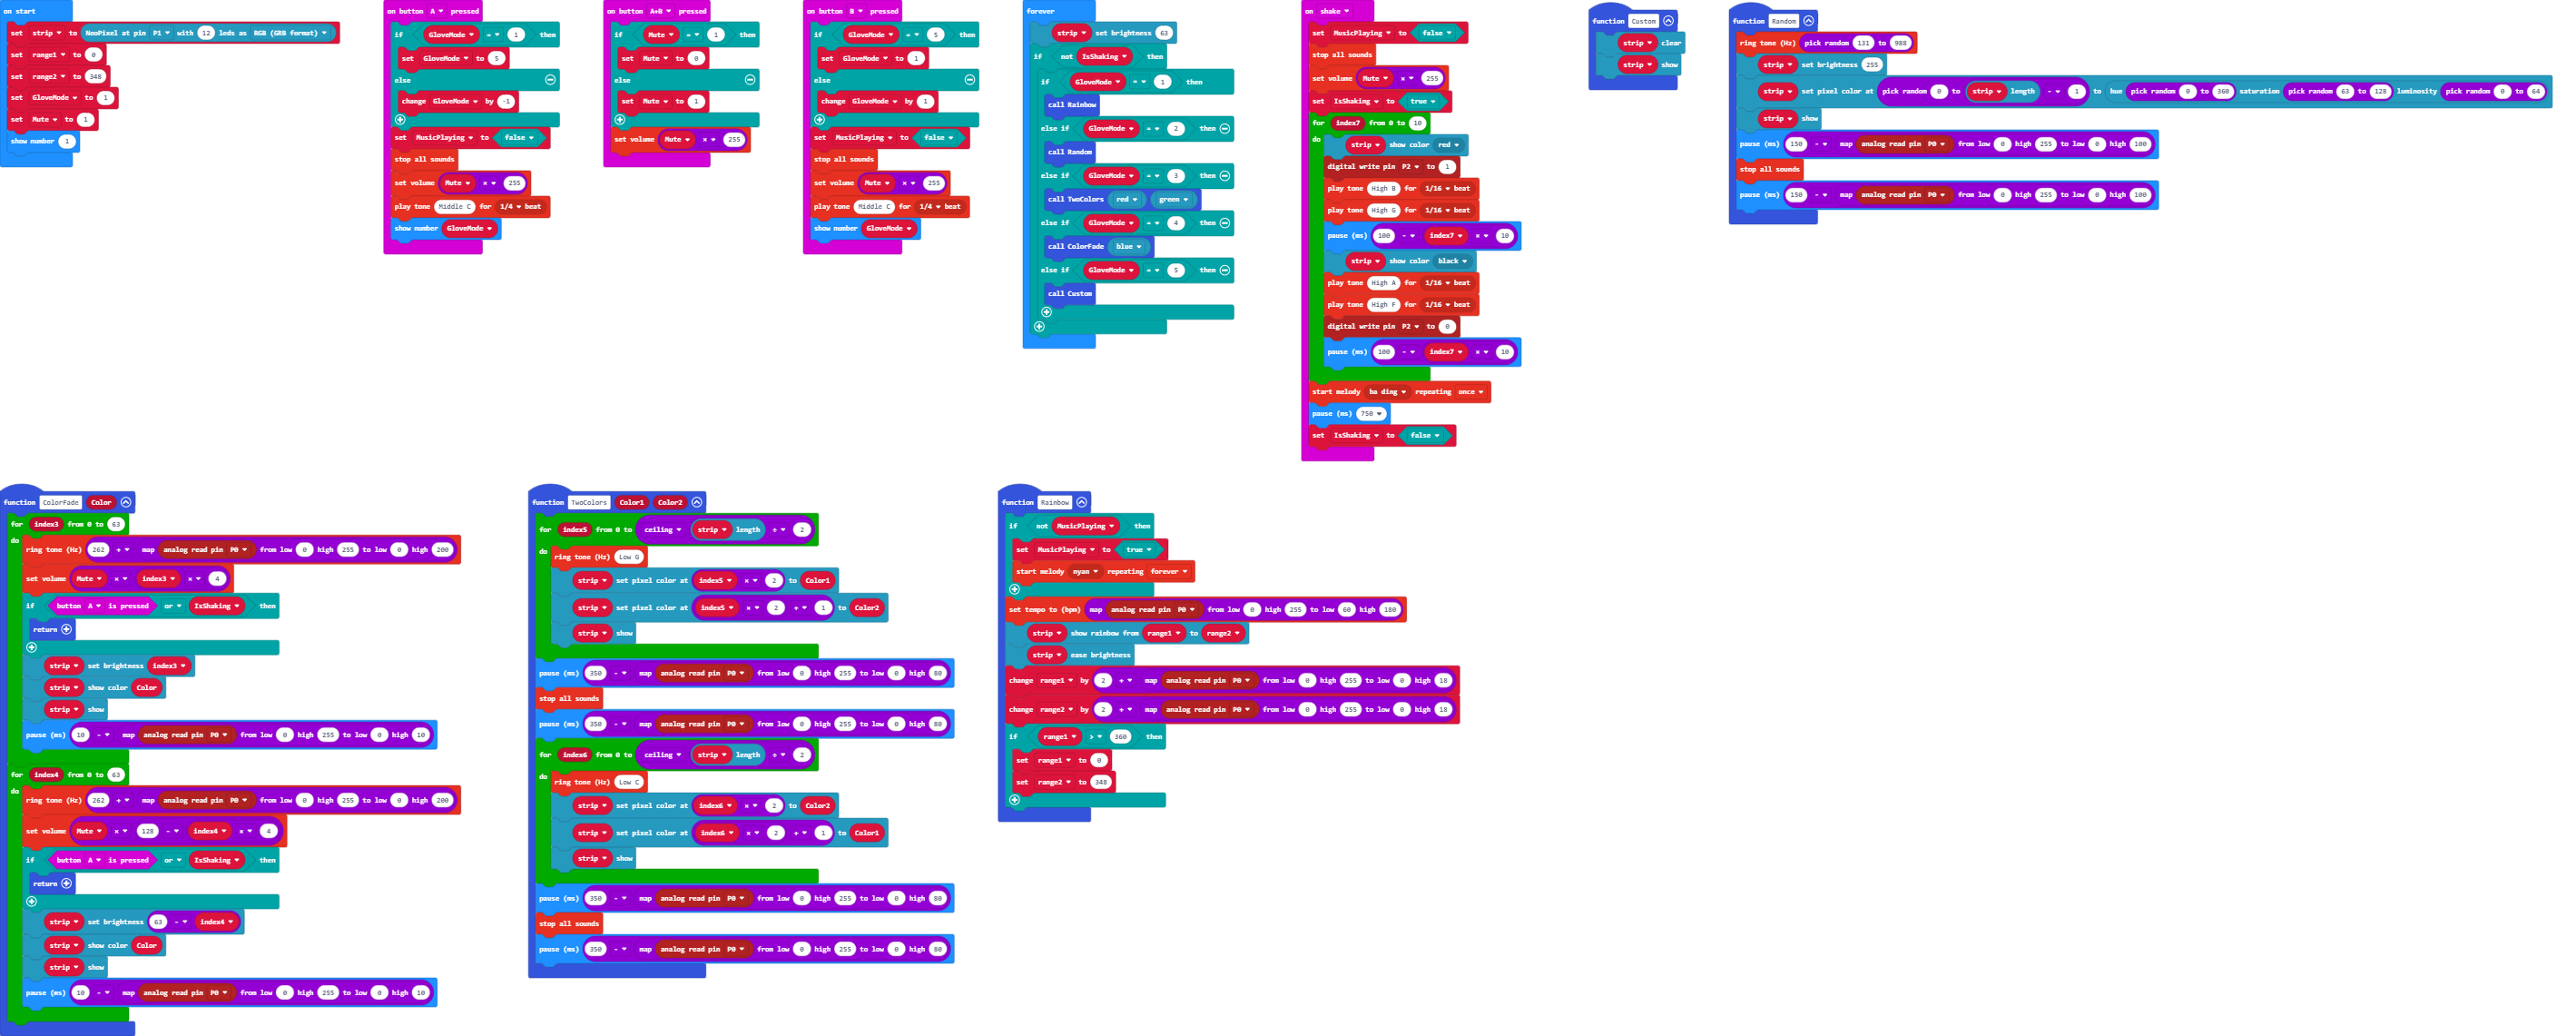 on start
set strip to NeoPixel at pin P1 with 12 leds as RGB (GRB format)
set range1 to 0
set range2 to 348
set GloveMode to 1
set Mute to 1
show number 1
on button A pressed
if GloveMode = 1 then
set GloveMode to 5
else
change GloveMode by -1
set MusicPlaying to false
stop all sounds
set volume Mute × 255
play tone Middle C for 1/4 beat
show number GloveMode
on button A+B pressed
if Mute = 1 then
set Mute to 0
else
set Mute to 1
set volume Mute × 255
on button B pressed
if GloveMode = 5 then
set GloveMode to 1
else
change GloveMode by 1
set MusicPlaying to false
stop all sounds
set volume Mute × 255
play tone Middle C for 1/4 beat
show number GloveMode
forever
strip set brightness 63
if not IsShaking then
if GloveMode = 1 then
call Rainbow
else if GloveMode = 2 then
call Random
else if GloveMode = 3 then
call TwoColors red green
else if GloveMode = 4 then
call ColorFade blue
else if GloveMode = 5 then
call Custom
on shake
set MusicPlaying to false
stop all sounds
set volume Mute × 255
set IsShaking to true
for index7 from 0 to 10
do
strip show color red
digital write pin P2 to 1
play tone High B for 1/16 beat
play tone High G for 1/16 beat
pause (ms) 100 - index7 × 10
strip show color black
play tone High A for 1/16 beat
play tone High F for 1/16 beat
digital write pin P2 to 0
pause (ms) 100 - index7 × 10
start melody ba ding repeating once
pause (ms) 750
set IsShaking to false
function Custom
strip clear
strip show
function Random
ring tone (Hz) pick random 131 to 988
strip set brightness 255
strip set pixel color at pick random 0 to strip length - 1 to hue pick random 0 to 360 saturation pick random 63 to 128 luminosity pick random 0 to 64
strip show
pause (ms) 150 - map analog read pin P0 from low 0 high 255 to low 0 high 100
stop all sounds
pause (ms) 150 - map analog read pin P0 from low 0 high 255 to low 0 high 100
function ColorFade Color
for index3 from 0 to 63
do
ring tone (Hz) 262 + map analog read pin P0 from low 0 high 255 to low 0 high 200
set volume Mute × index3 × 4
if button A is pressed or IsShaking then
return
strip set brightness index3
strip show color Color
strip show
pause (ms) 10 - map analog read pin P0 from low 0 high 255 to low 0 high 10
for index4 from 0 to 63
do
ring tone (Hz) 262 + map analog read pin P0 from low 0 high 255 to low 0 high 200
set volume Mute × 128 - index4 × 4
if button A is pressed or IsShaking then
return
strip set brightness 63 - index4
strip show color Color
strip show
pause (ms) 10 - map analog read pin P0 from low 0 high 255 to low 0 high 10
function TwoColors Color1 Color2
for index5 from 0 to ceiling strip length ÷ 2
do
ring tone (Hz) Low G
strip set pixel color at index5 × 2 to Color1
strip set pixel color at index5 × 2 + 1 to Color2
strip show
pause (ms) 350 - map analog read pin P0 from low 0 high 255 to low 0 high 80
stop all sounds
pause (ms) 350 - map analog read pin P0 from low 0 high 255 to low 0 high 80
for index6 from 0 to ceiling strip length ÷ 2
do
ring tone (Hz) Low C
strip set pixel color at index6 × 2 to Color2
strip set pixel color at index6 × 2 + 1 to Color1
strip show
pause (ms) 350 - map analog read pin P0 from low 0 high 255 to low 0 high 80
stop all sounds
pause (ms) 350 - map analog read pin P0 from low 0 high 255 to low 0 high 80
function Rainbow
if not MusicPlaying then
set MusicPlaying to true
start melody nyan repeating forever
set tempo to (bpm) map analog read pin P0 from low 0 high 255 to low 60 high 180
strip show rainbow from range1 to range2
strip ease brightness
change range1 by 2 + map analog read pin P0 from low 0 high 255 to low 0 high 18
change range2 by 2 + map analog read pin P0 from low 0 high 255 to low 0 high 18
if range1 > 360 then
set range1 to 0
set range2 to 348